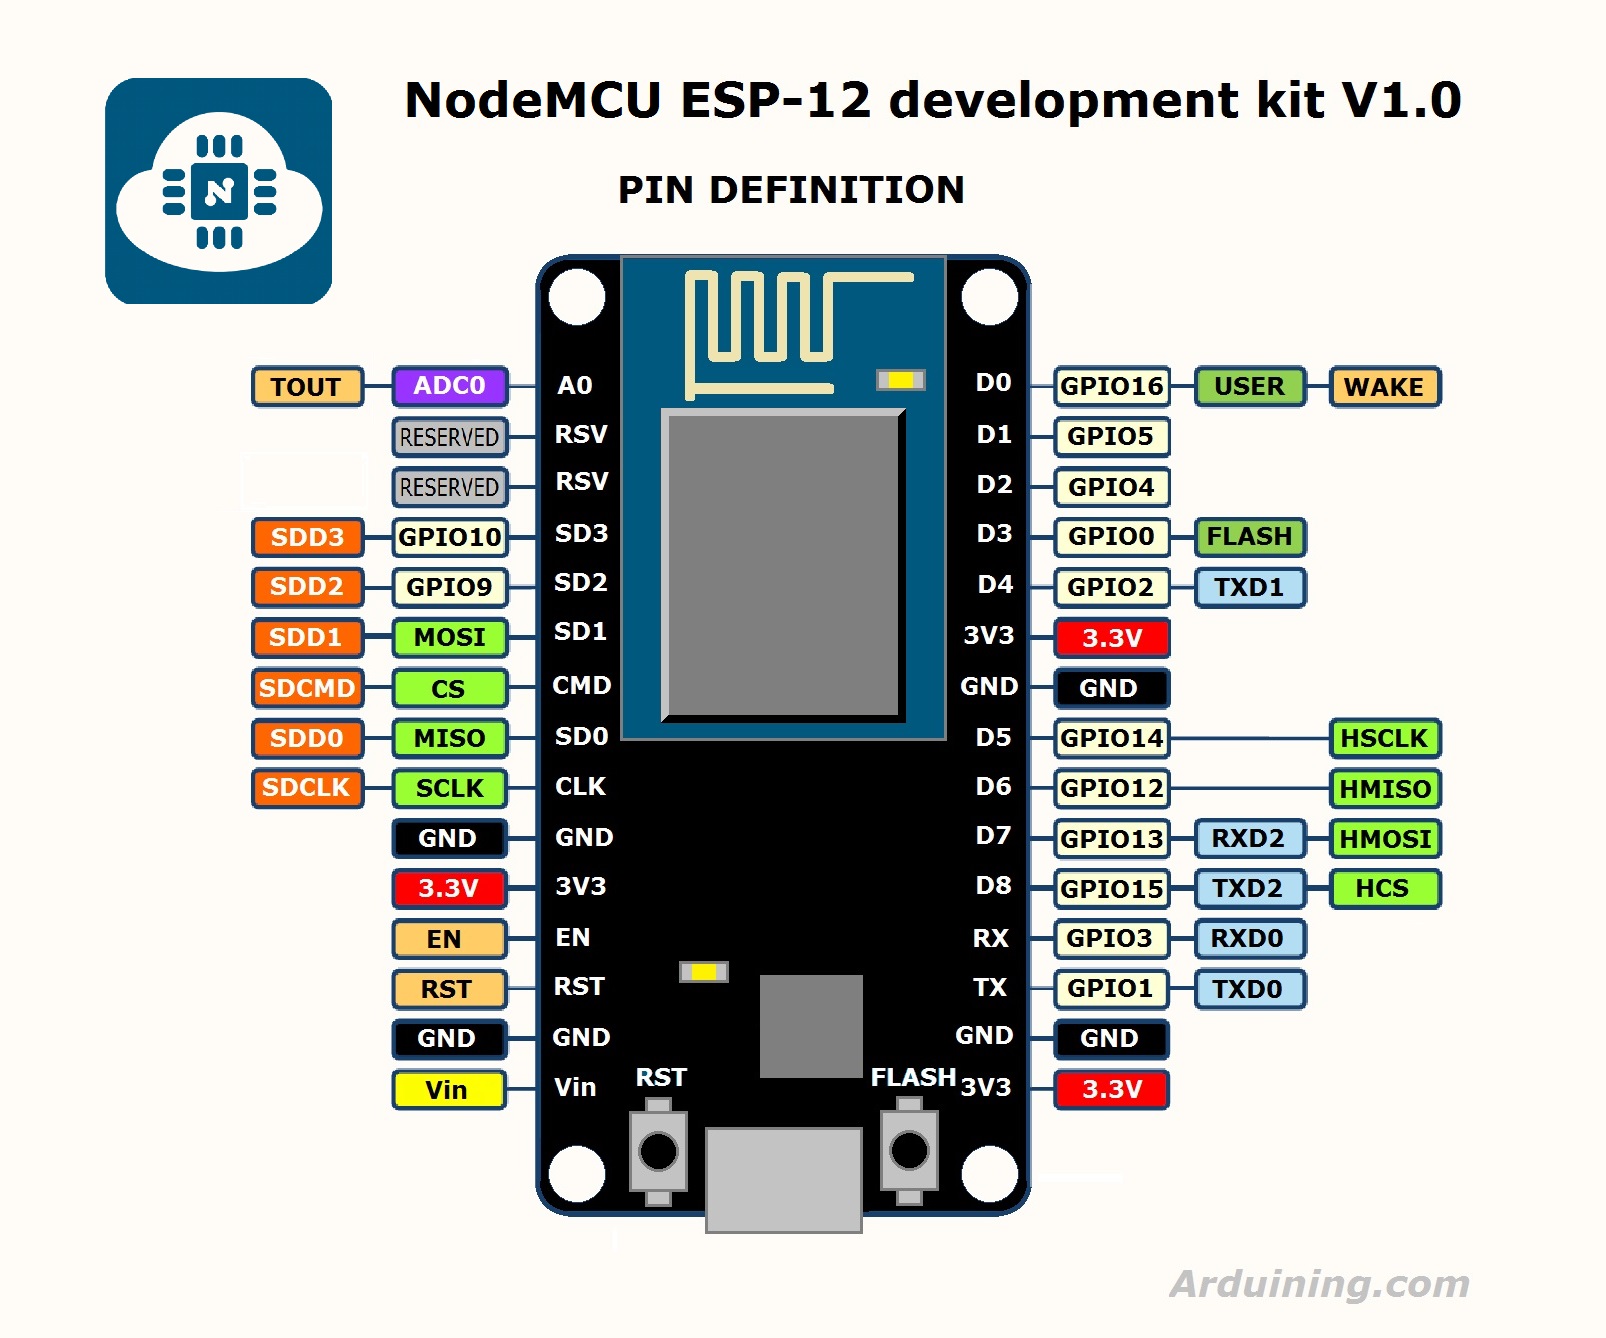 NodeMCU ESP-12 development kit V1.0
PIN DEFINITION
N
TOUT ADC0 A0 D0 GPIO16 USER WAKE
RESERVED RSV D1 GPIO5
RESERVED RSV D2 GPIO4
SDD3 GPIO10 SD3 D3 GPIO0 FLASH
SDD2 GPIO9 SD2 D4 GPIO2 TXD1
SDD1 MOSI SD1 3V3 3.3V
SDCMD CS CMD GND GND
SDD0 MISO SD0 D5 GPIO14 HSCLK
SDCLK SCLK CLK D6 GPIO12 HMISO
GND GND D7 GPIO13 RXD2 HMOSI
3.3V 3V3 D8 GPIO15 TXD2 HCS
EN EN RX GPIO3 RXD0
RST RST TX GPIO1 TXD0
GND GND GND GND
RST FLASH
Vin Vin 3V3 3.3V
Arduining.com